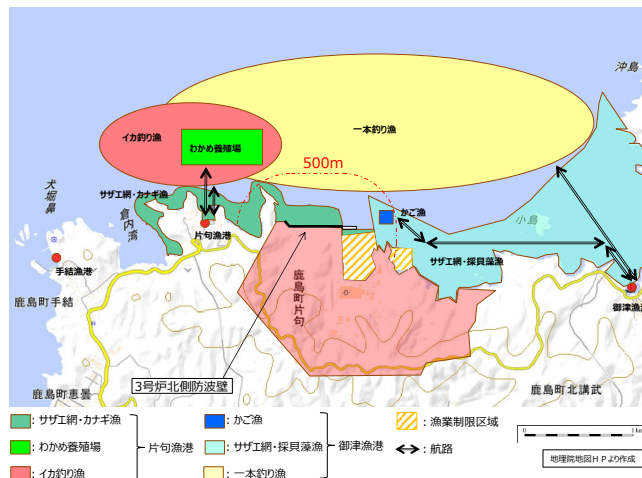 沖島
イカ釣り漁
一本釣り漁
わかめ養殖場
500m
犬堀鼻
サザエ網・カナギ漁
倉内湾
かご漁
小島
片句漁港
サザエ網・採貝藻漁
手結漁港
御津漁港
鹿島町手結
鹿島町片句
3号炉北側防波壁
鹿島町恵曇
鹿島町北講武
：サザエ網・カナギ漁
：わかめ養殖場
：イカ釣り漁
片句漁港
：かご漁
：サザエ網・採貝藻漁
：一本釣り漁
御津漁港
：漁業制限区域
：航路
0 1km
地理院地図ＨＰより作成